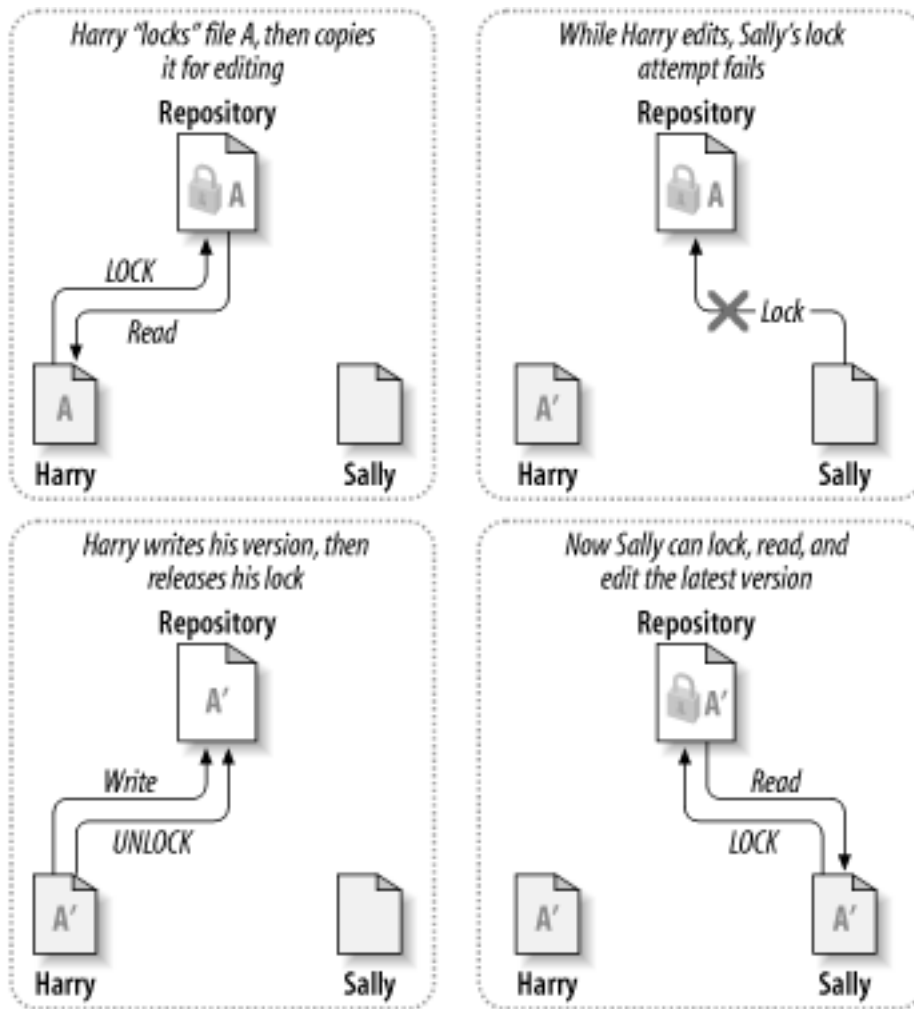 Harry “locks” file A, then copies
it for editing
Repository
A
LOCK
Read
A
Harry
Sally
While Harry edits, Sally’s lock
attempt fails
Repository
A
Lock
A′
Harry
Sally
Harry writes his version, then
releases his lock
Repository
A′
Write
UNLOCK
A′
Harry
Sally
Now Sally can lock, read, and
edit the latest version
Repository
A′
Read
LOCK
A′
A′
Harry
Sally